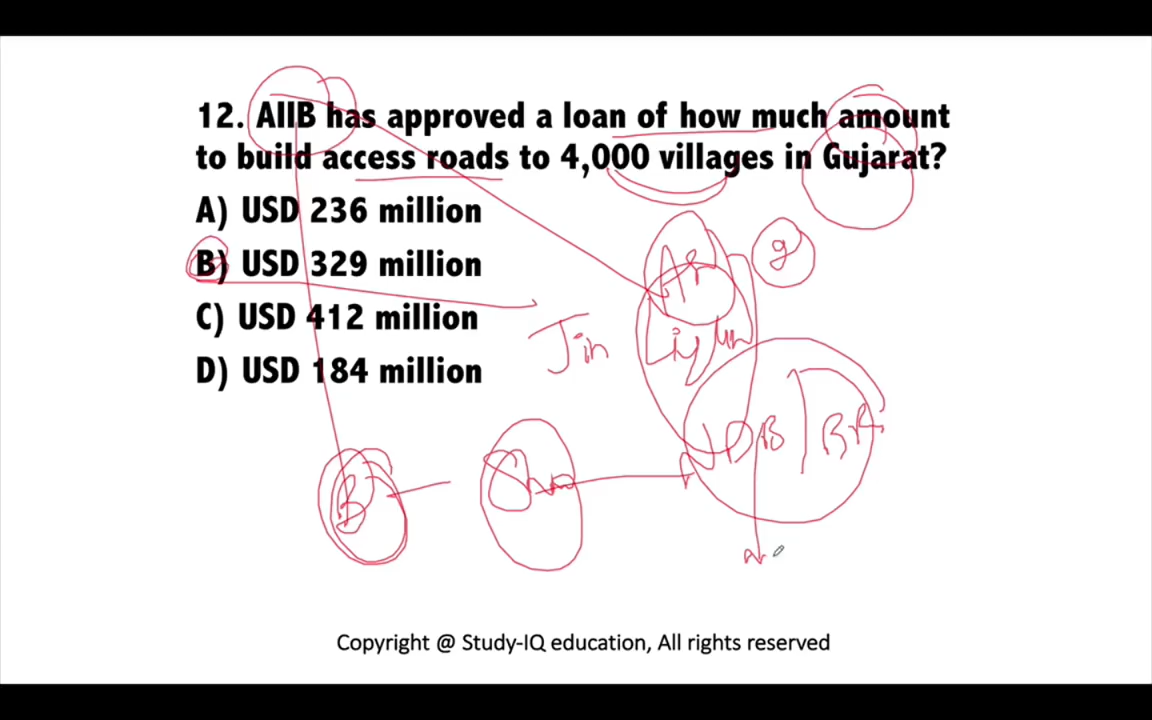 12. AIIB has approved a loan of how much amount
to build access roads to 4,000 villages in Gujarat?
A) USD 236 million
B) USD 329 million
C) USD 412 million
D) USD 184 million
g
Jin
B
NDB
Copyright @ Study-IQ education, All rights reserved